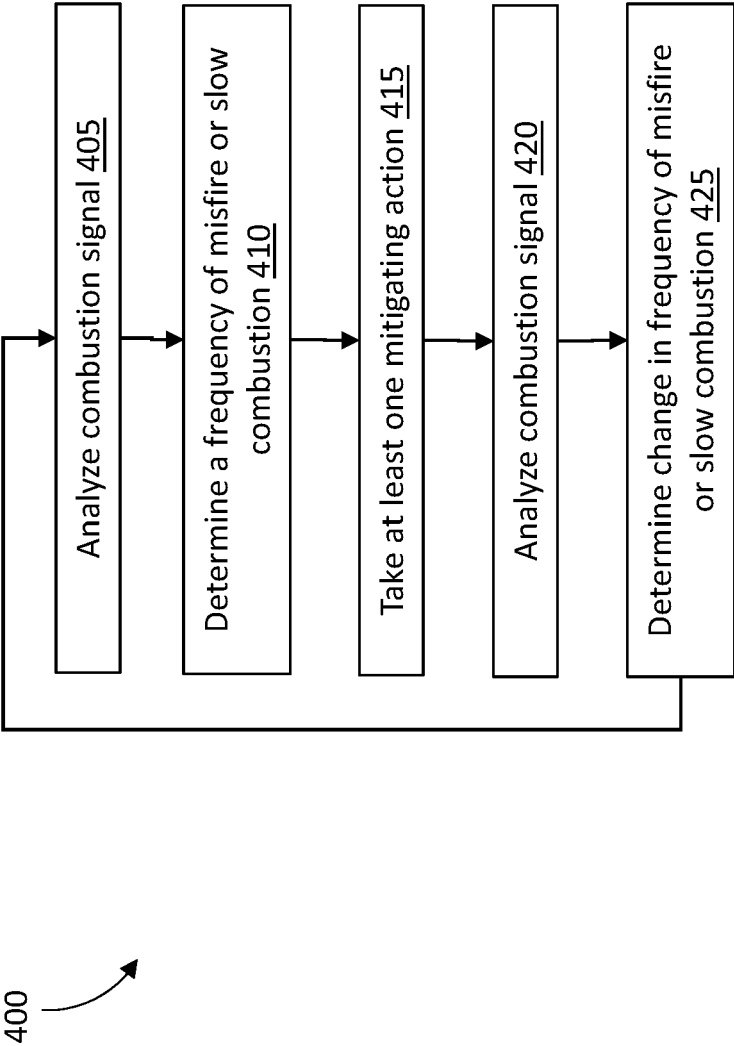 400
Analyze combustion signal 405
Determine a frequency of misfire or slow
combustion 410
Take at least one mitigating action 415
Analyze combustion signal 420
Determine change in frequency of misfire
or slow combustion 425